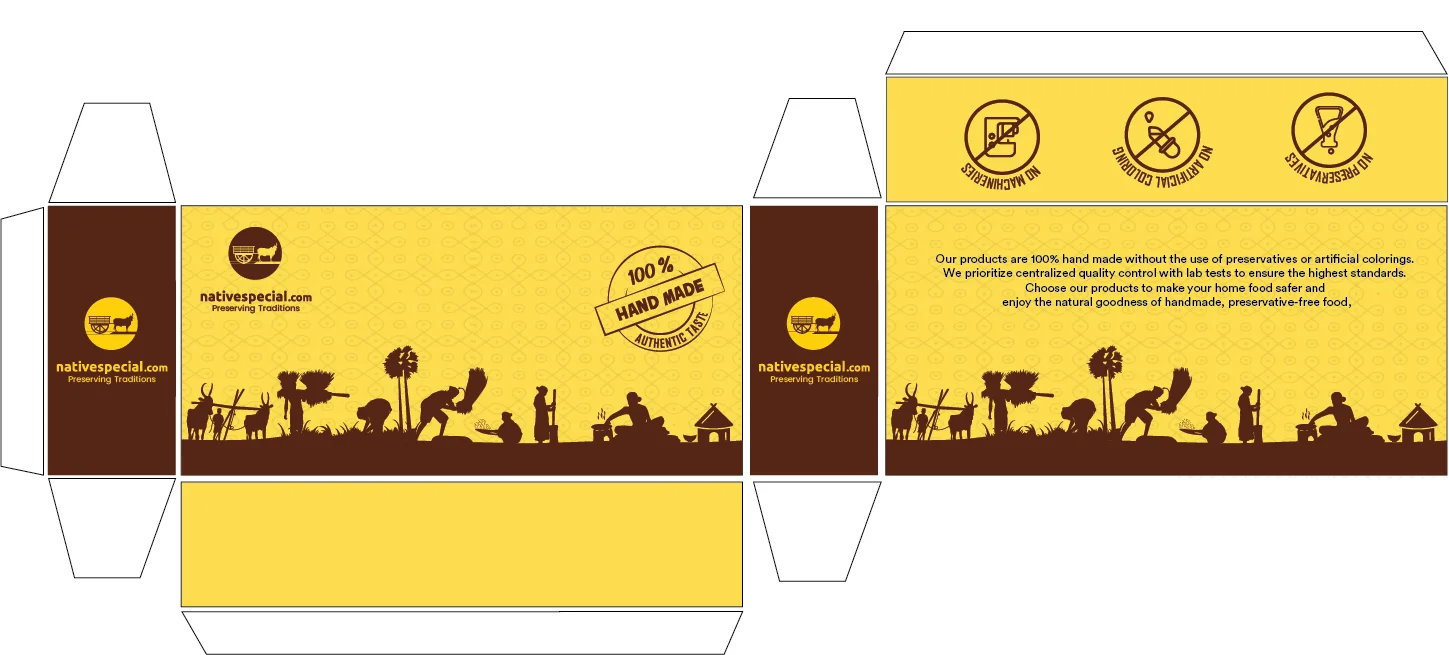 NO MACHINERIES
NO ARTIFICIAL COLORING
NO PRESERVATIVES
nativespecial.com
Preserving Traditions
nativespecial.com
Preserving Traditions
100%
HAND MADE
AUTHENTIC TASTE
nativespecial.com
Preserving Traditions
Our products are 100% hand made without the use of preservatives or artificial colorings.
We prioritize centralized quality control with lab tests to ensure the highest standards.
Choose our products to make your home food safer and
enjoy the natural goodness of handmade, preservative-free food,